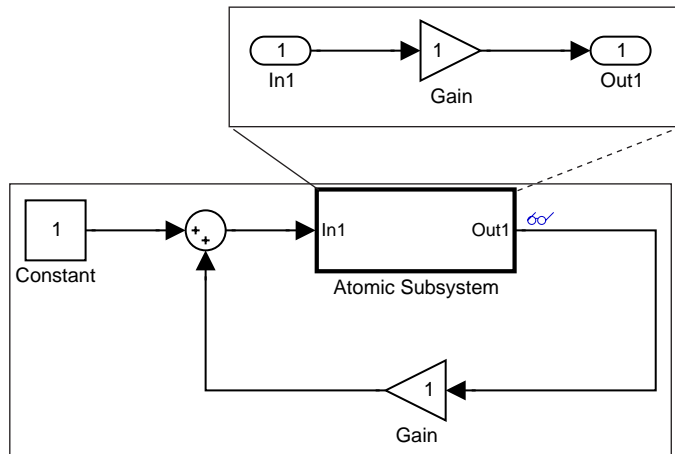 1
In1
1
Gain
1
Out1
1
Constant
+
+
In1
Out1
Atomic Subsystem
1
Gain